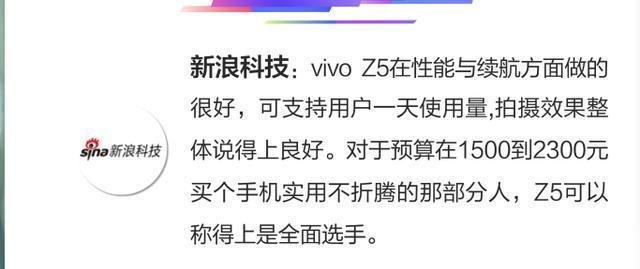 新浪科技：vivo Z5在性能与续航方面做的
很好，可支持用户一天使用量,拍摄效果整
体说得上良好。对于预算在1500到2300元
买个手机实用不折腾的那部分人，Z5可以
称得上是全面选手。
sina新浪科技